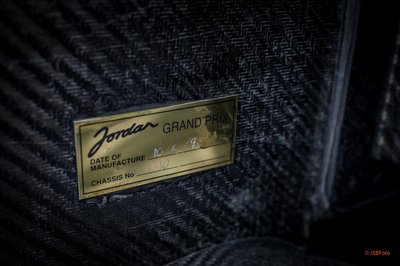 Jordan GRAND PRIX
DATE OF
MANUFACTURE
CHASSIS No
© JSBFoto